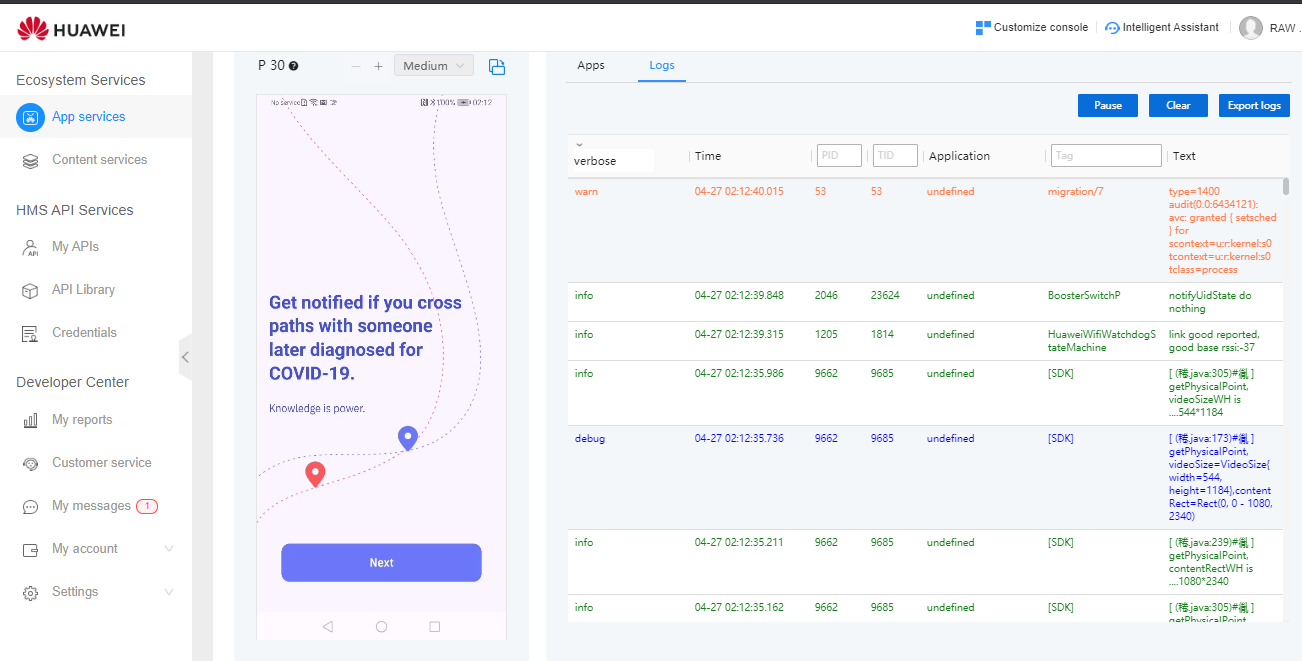 HUAWEI
Customize console
Intelligent Assistant
RAW .
Ecosystem Services
App services
Content services
HMS API Services
My APIs
API Library
Credentials
Developer Center
My reports
Customer service
My messages 1
My account
Settings
P 30 ?
Medium
No Service
100% 02:12
Get notified if you cross
paths with someone
later diagnosed for
COVID-19.
Knowledge is power.
Next
Apps Logs
Pause Clear Export logs
verbose Time PID TID Application Tag Text
warn 04-27 02:12:40.015 53 53 undefined migration/7 type=1400
audit(0.0:6434121):
avc: granted { setsched
} for
scontext=u:r:kernel:s0
tcontext=u:r:kernel:s0
tclass=process
info 04-27 02:12:39.848 2046 23624 undefined BoosterSwitchP notifyUidState do
nothing
info 04-27 02:12:39.315 1205 1814 undefined HuaweiWifiWatchdogS link good reported,
tateMachine good base rssi:-37
info 04-27 02:12:35.986 9662 9685 undefined [SDK] [ (稀.java:305)#亂 ]
getPhysicalPoint,
videoSizeWH is
....544*1184
debug 04-27 02:12:35.736 9662 9685 undefined [SDK] [ (稀.java:173)#亂 ]
getPhysicalPoint,
videoSize=VideoSize{
width=544,
height=1184},content
Rect=Rect(0, 0 - 1080,
2340)
info 04-27 02:12:35.211 9662 9685 undefined [SDK] [ (稀.java:239)#亂 ]
getPhysicalPoint,
contentRectWH is
....1080*2340
info 04-27 02:12:35.162 9662 9685 undefined [SDK] [ (稀.java:305)#亂 ]
getPhysicalPoint,